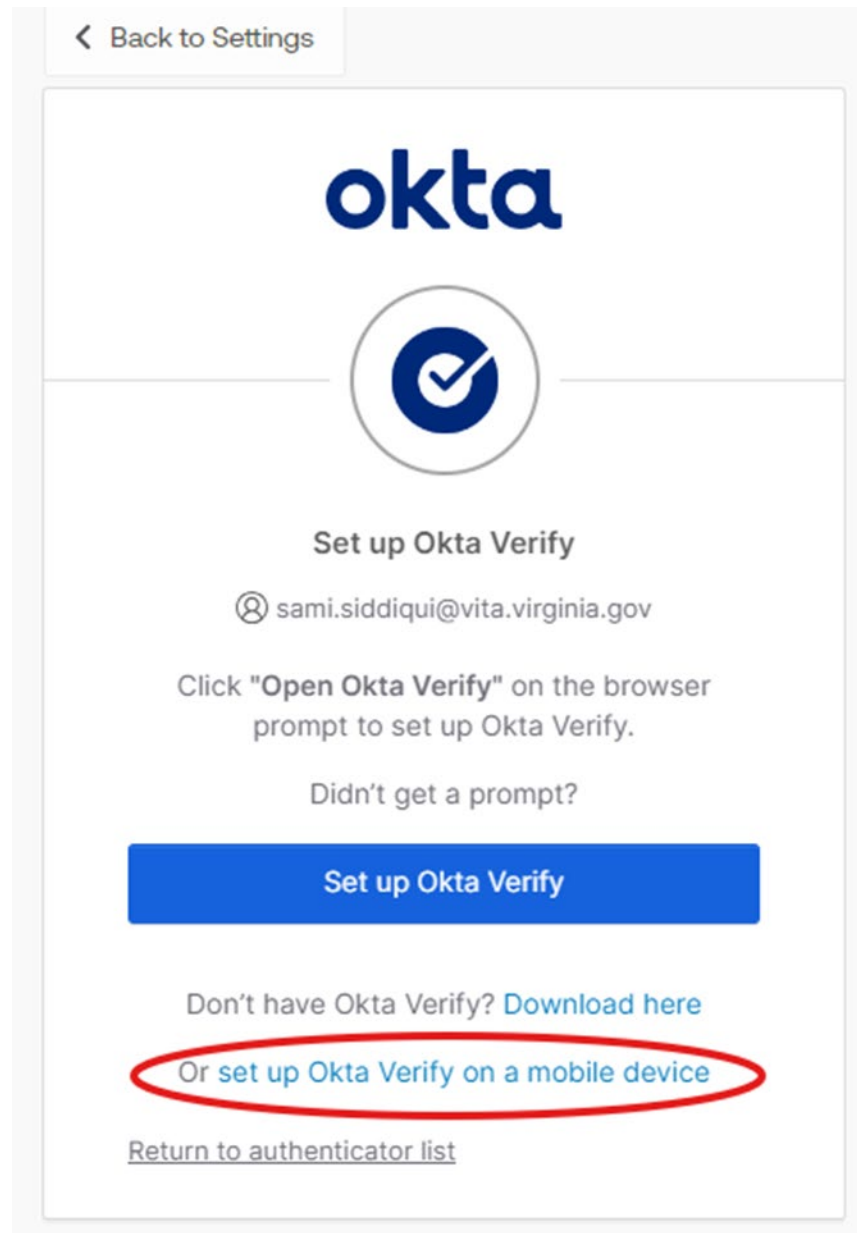 Back to Settings
okta
Set up Okta Verify
sami.siddiqui@vita.virginia.gov
Click "Open Okta Verify" on the browser
prompt to set up Okta Verify.
Didn't get a prompt?
Set up Okta Verify
Don't have Okta Verify? Download here
Or set up Okta Verify on a mobile device
Return to authenticator list